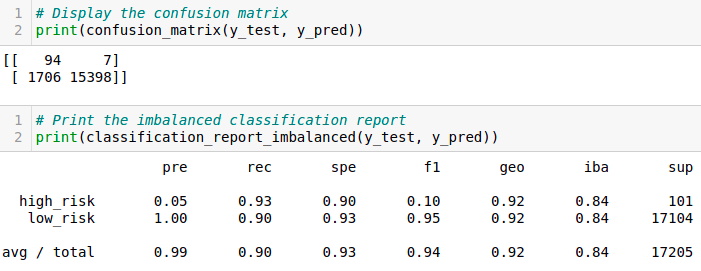 1 # Display the confusion matrix
2 print(confusion_matrix(y_test, y_pred))
[[ 94 7]
[ 1706 15398]]
1 # Print the imbalanced classification report
2 print(classification_report_imbalanced(y_test, y_pred))
pre rec spe f1 geo iba sup
high_risk 0.05 0.93 0.90 0.10 0.92 0.84 101
low_risk 1.00 0.90 0.93 0.95 0.92 0.84 17104
avg / total 0.99 0.90 0.93 0.94 0.92 0.84 17205